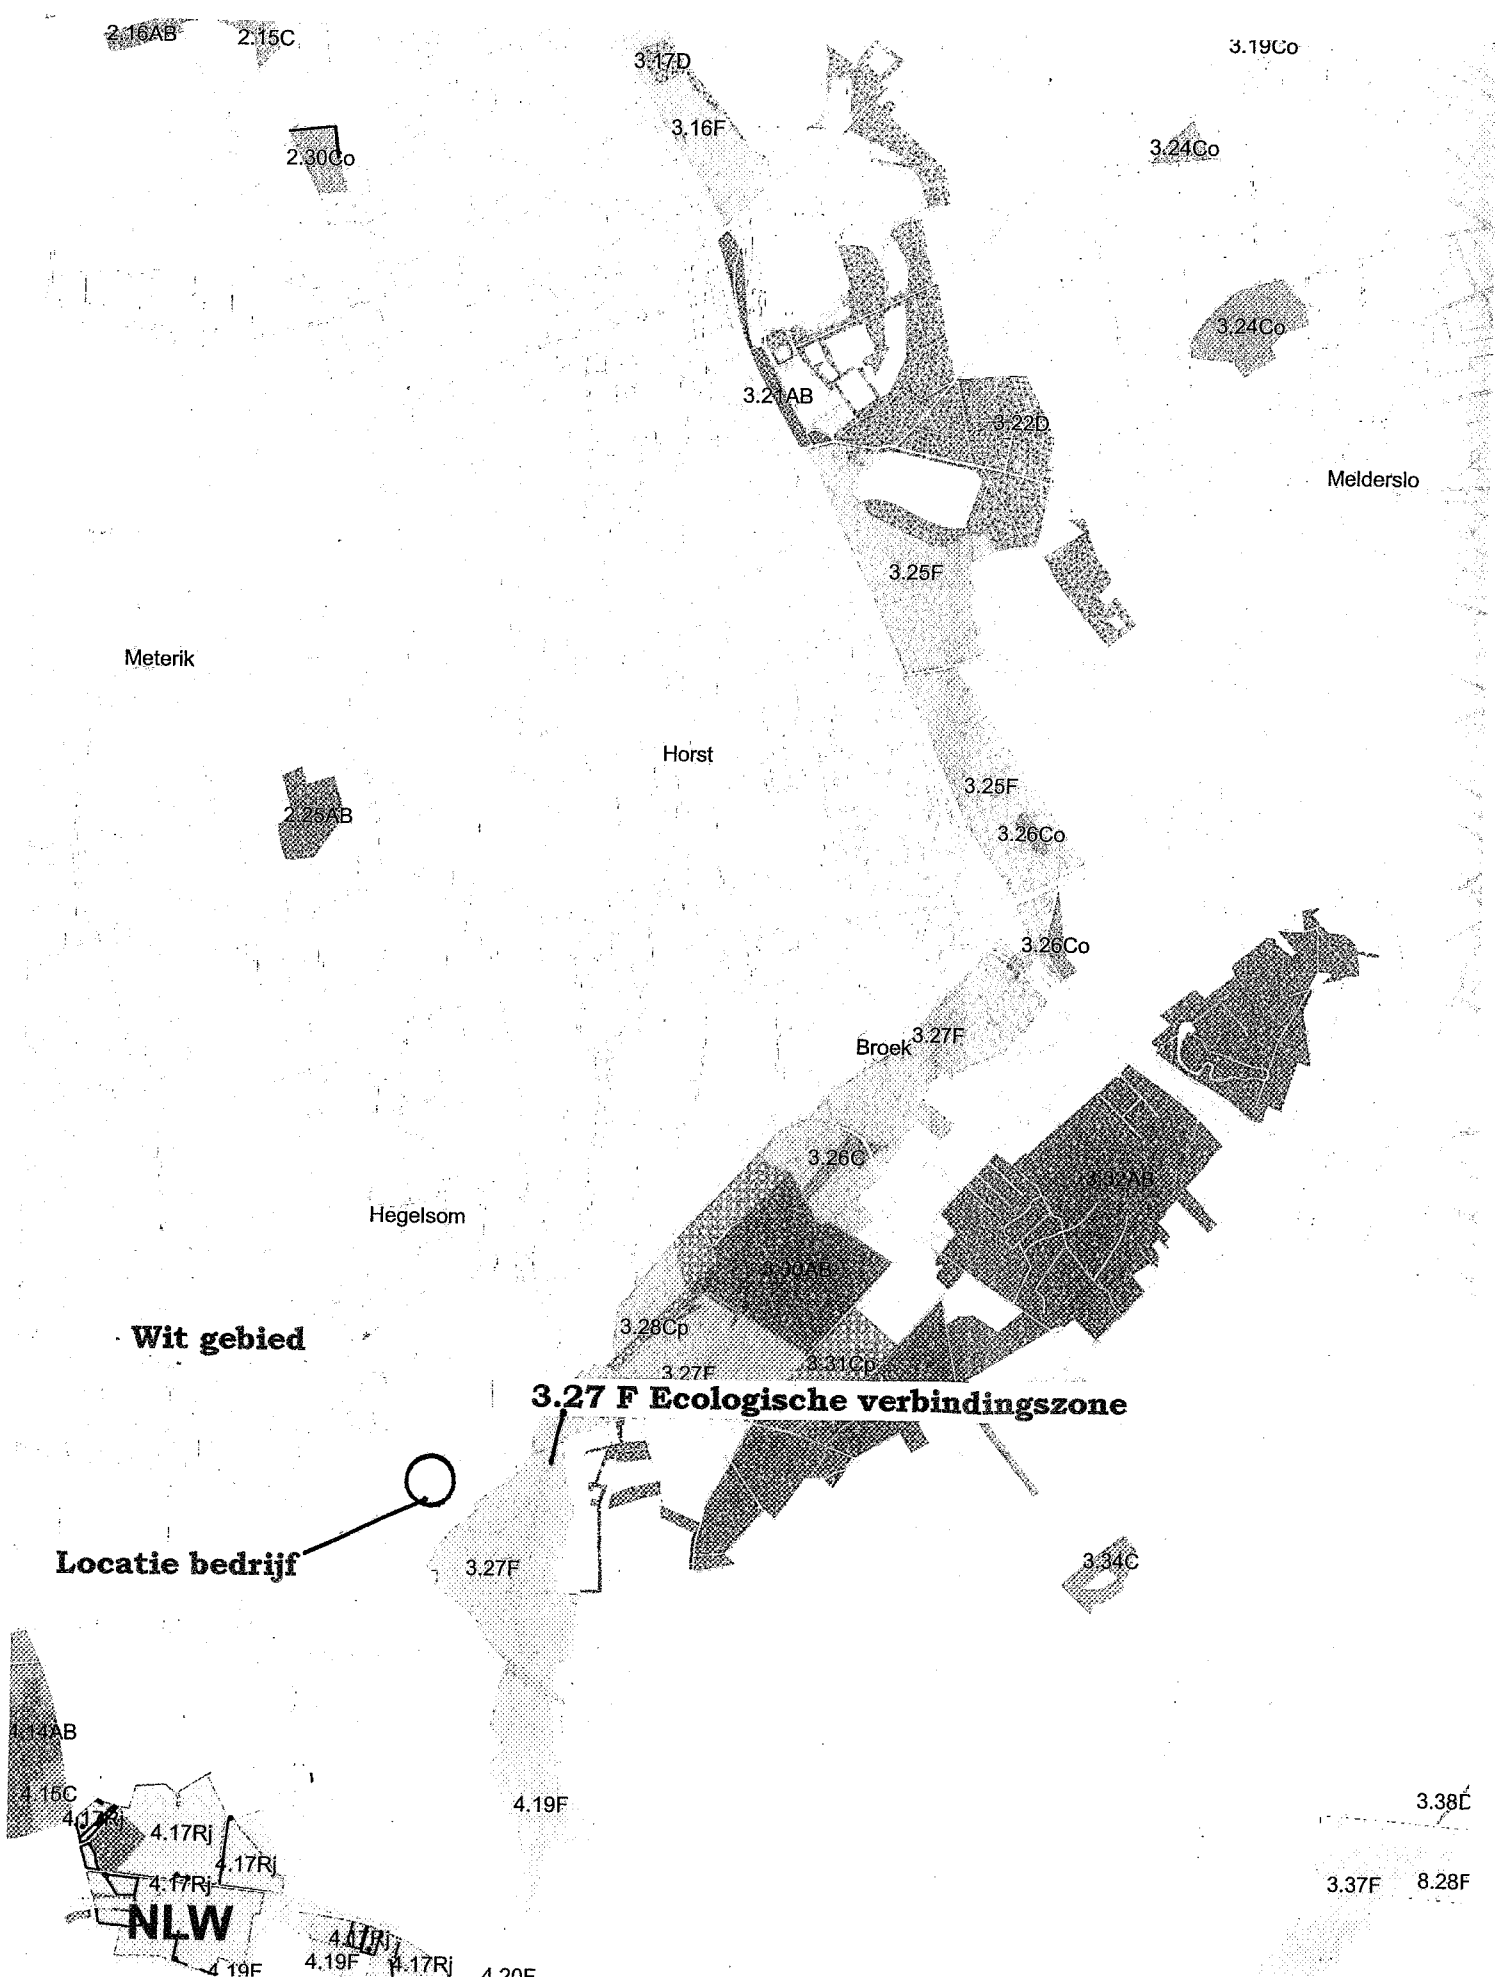 2.16AB
2.15C
3.17D
3.19Co
3.16F
2.30Co
3.24Co
3.24Co
3.21AB
3.22D
Melderslo
3.25F
Meterik
Horst
3.25F
2.25AB
3.26Co
3.26Co
3.27F
Broek
3.26C
3.32AB
Hegelsom
4.30AB
3.28Cp
Wit gebied
3.31Cp
3.27F
3.27 F Ecologische verbindingszone
Locatie bedrijf
3.27F
3.34C
4.14AB
4.15C
4.19F
3.38D
4.17Rj
4.17Rj
4.17Rj
4.17Rj
3.37F
8.28F
NLW
4.17Rj
4.19F
4.19F
4.17Rj
4.20F